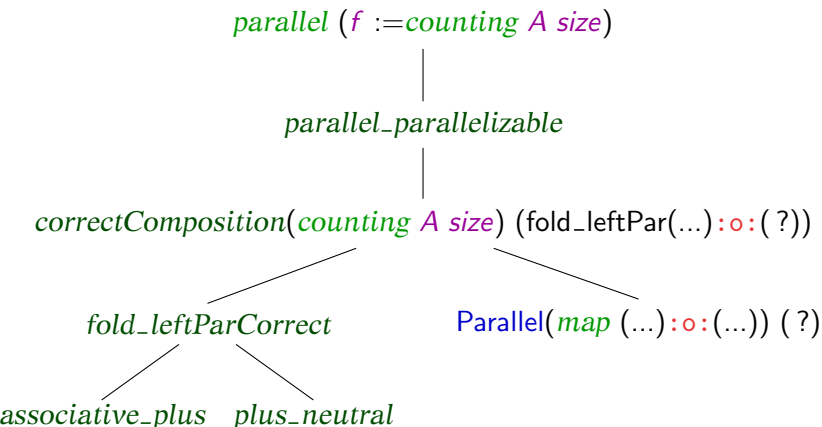 parallel (f :=counting A size)
parallel_parallelizable
correctComposition(counting A size) (fold_leftPar(...):o:( ?))
fold_leftParCorrect
Parallel(map (...):o:(...)) ( ?)
associative_plus plus_neutral